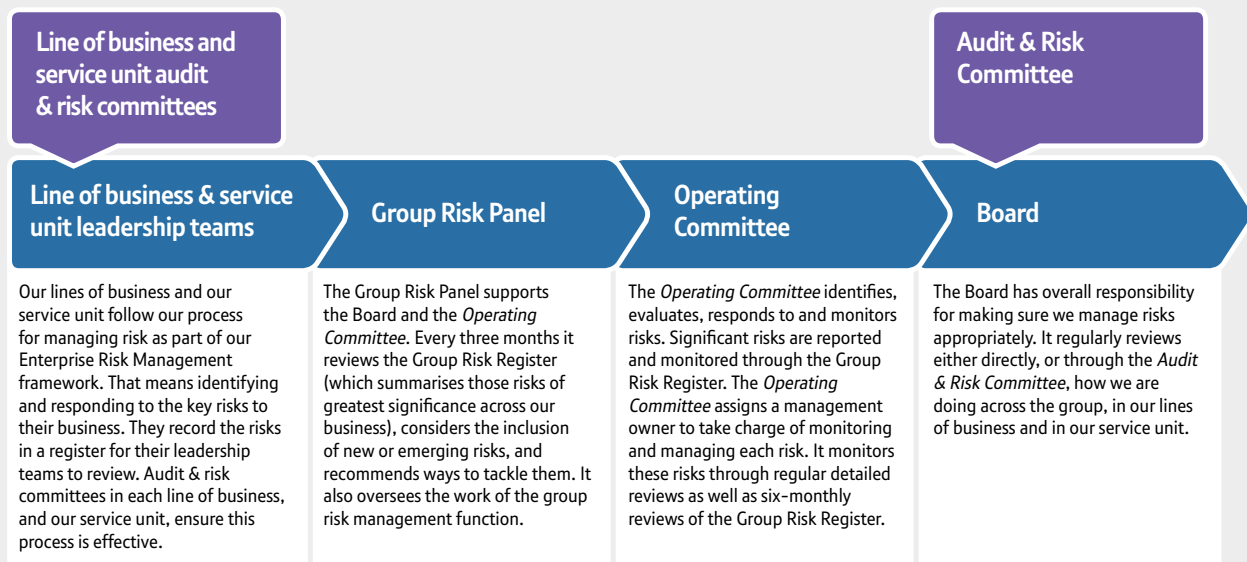 Line of business and
service unit audit
& risk committees
Audit & Risk
Committee
Line of business & service
unit leadership teams
Group Risk Panel
Operating
Committee
Board
Our lines of business and our
service unit follow our process
for managing risk as part of our
Enterprise Risk Management
framework. That means identifying
and responding to the key risks to
their business. They record the risks
in a register for their leadership
teams to review. Audit & risk
committees in each line of business,
and our service unit, ensure this
process is effective.
The Group Risk Panel supports
the Board and the Operating
Committee. Every three months it
reviews the Group Risk Register
(which summarises those risks of
greatest significance across our
business), considers the inclusion
of new or emerging risks, and
recommends ways to tackle them. It
also oversees the work of the group
risk management function.
The Operating Committee identifies,
evaluates, responds to and monitors
risks. Significant risks are reported
and monitored through the Group
Risk Register. The Operating
Committee assigns a management
owner to take charge of monitoring
and managing each risk. It monitors
these risks through regular detailed
reviews as well as six-monthly
reviews of the Group Risk Register.
The Board has overall responsibility
for making sure we manage risks
appropriately. It regularly reviews
either directly, or through the Audit
& Risk Committee, how we are
doing across the group, in our lines
of business and in our service unit.